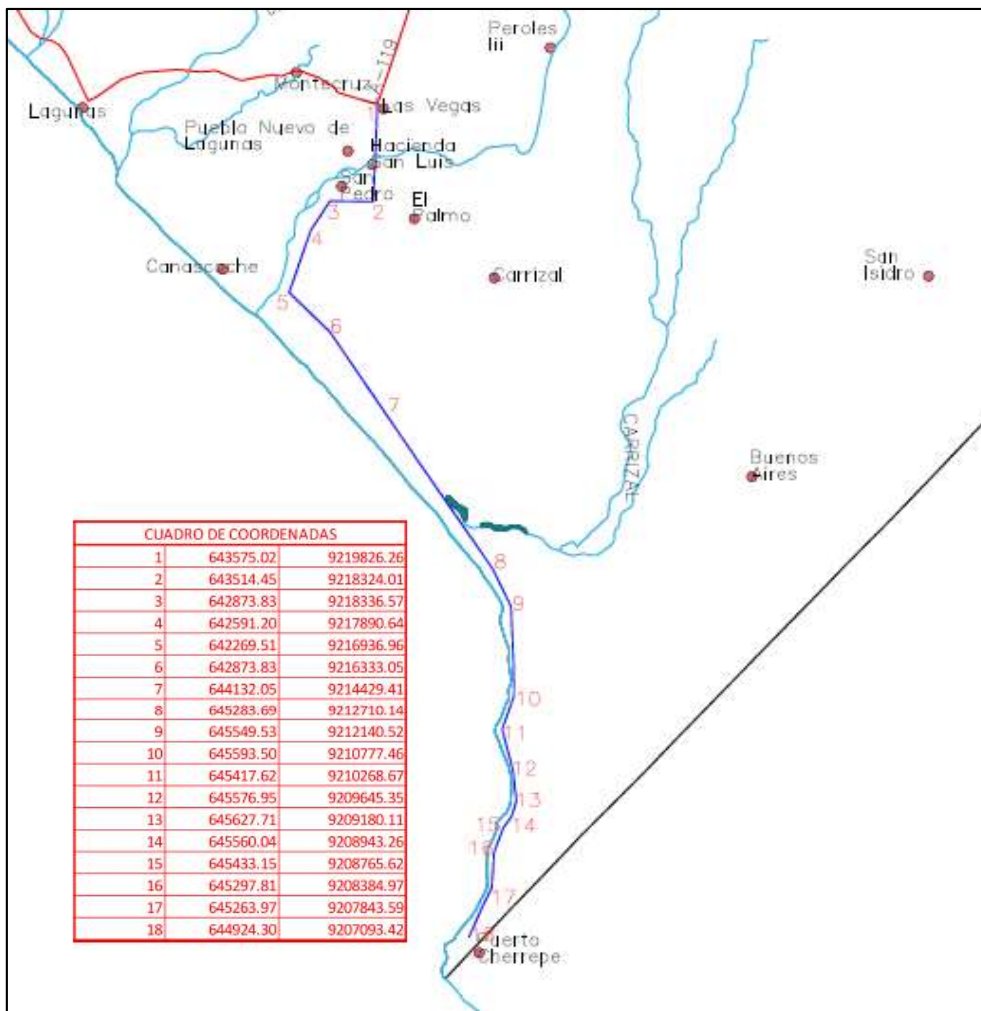 Peroles
Iii
I-119
Montecruz
Lagunas
Las Vegas
Pueblo Nuevo de
Lagunas
Hacienda
San Luis
San
Pedro
El
Palmo
3
2
4
Canascoche
Carrizal
San
Isidro
5
6
7
CARRIZAL
Buenos
Aires
CUADRO DE COORDENADAS
1 643575.02 9219826.26
2 643514.45 9218324.01
3 642873.83 9218336.57
4 642591.20 9217890.64
5 642269.51 9216936.96
6 642873.83 9216333.05
7 644132.05 9214429.41
8 645283.69 9212710.14
9 645549.53 9212140.52
10 645593.50 9210777.46
11 645417.62 9210268.67
12 645576.95 9209645.35
13 645627.71 9209180.11
14 645560.04 9208943.26
15 645433.15 9208765.62
16 645297.81 9208384.97
17 645263.97 9207843.59
18 644924.30 9207093.42
8
9
10
11
12
13
15
14
16
17
18
Puerto
Cherrepe